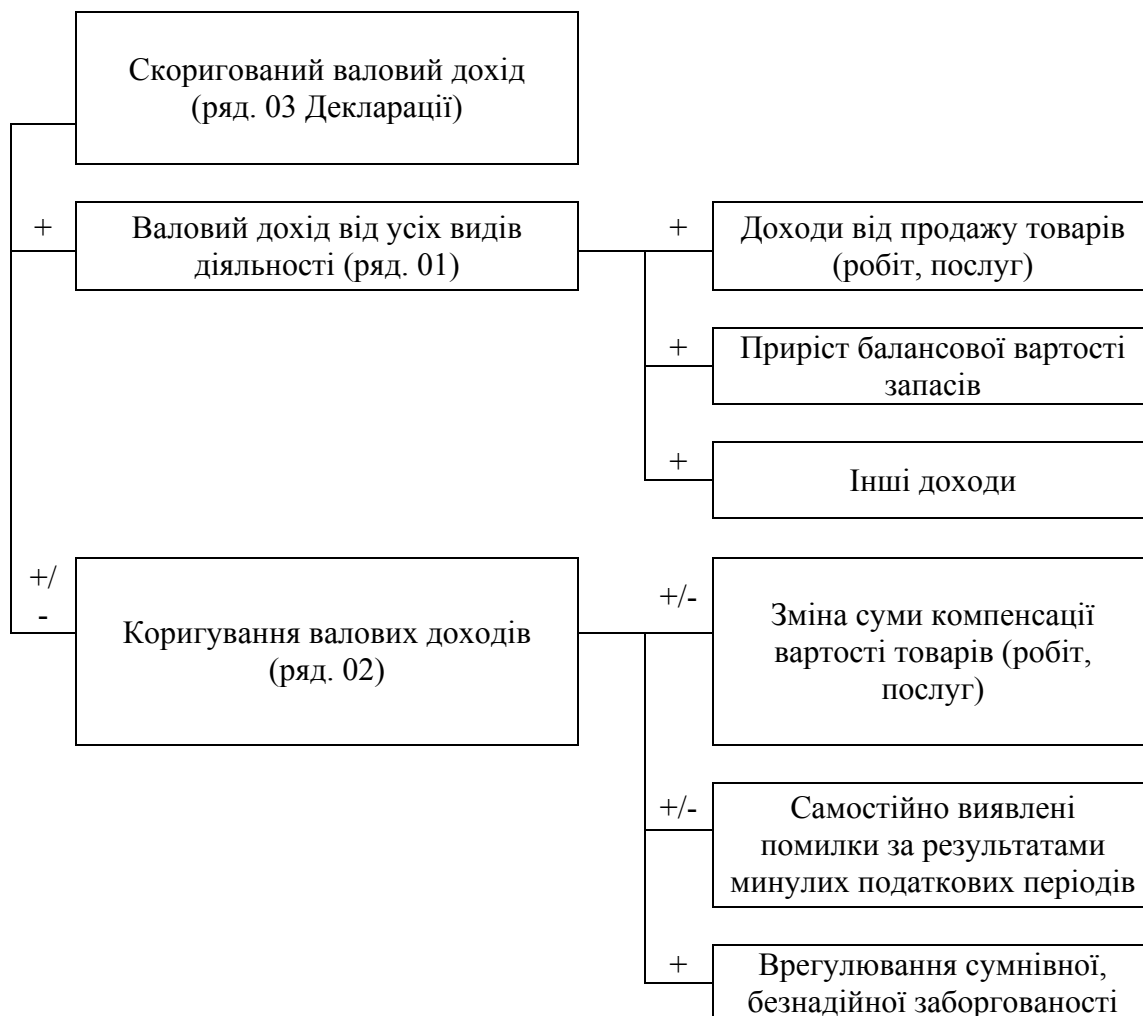 Скоригований валовий дохід
(ряд. 03 Декларації)
+
Валовий дохід від усіх видів
діяльності (ряд. 01)
+
Доходи від продажу товарів
(робіт, послуг)
+
Приріст балансової вартості
запасів
+
Інші доходи
+/
-
Коригування валових доходів
(ряд. 02)
+/-
Зміна суми компенсації
вартості товарів (робіт,
послуг)
+/-
Самостійно виявлені
помилки за результатами
минулих податкових періодів
+
Врегулювання сумнівної,
безнадійної заборгованості